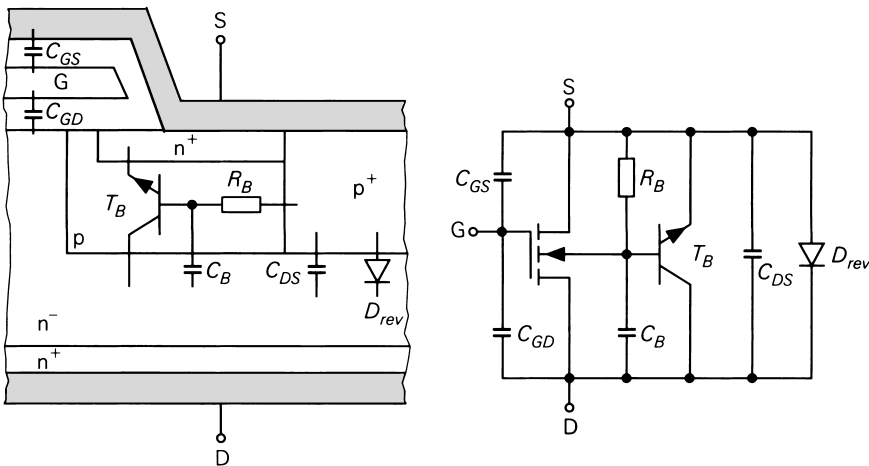 S
C_GS
G
C_GD
n⁺
T_B
R_B
p⁺
p
C_B
C_DS
D_rev
n⁻
n⁺
D
S
C_GS
R_B
G
T_B
C_DS
D_rev
C_GD
C_B
D